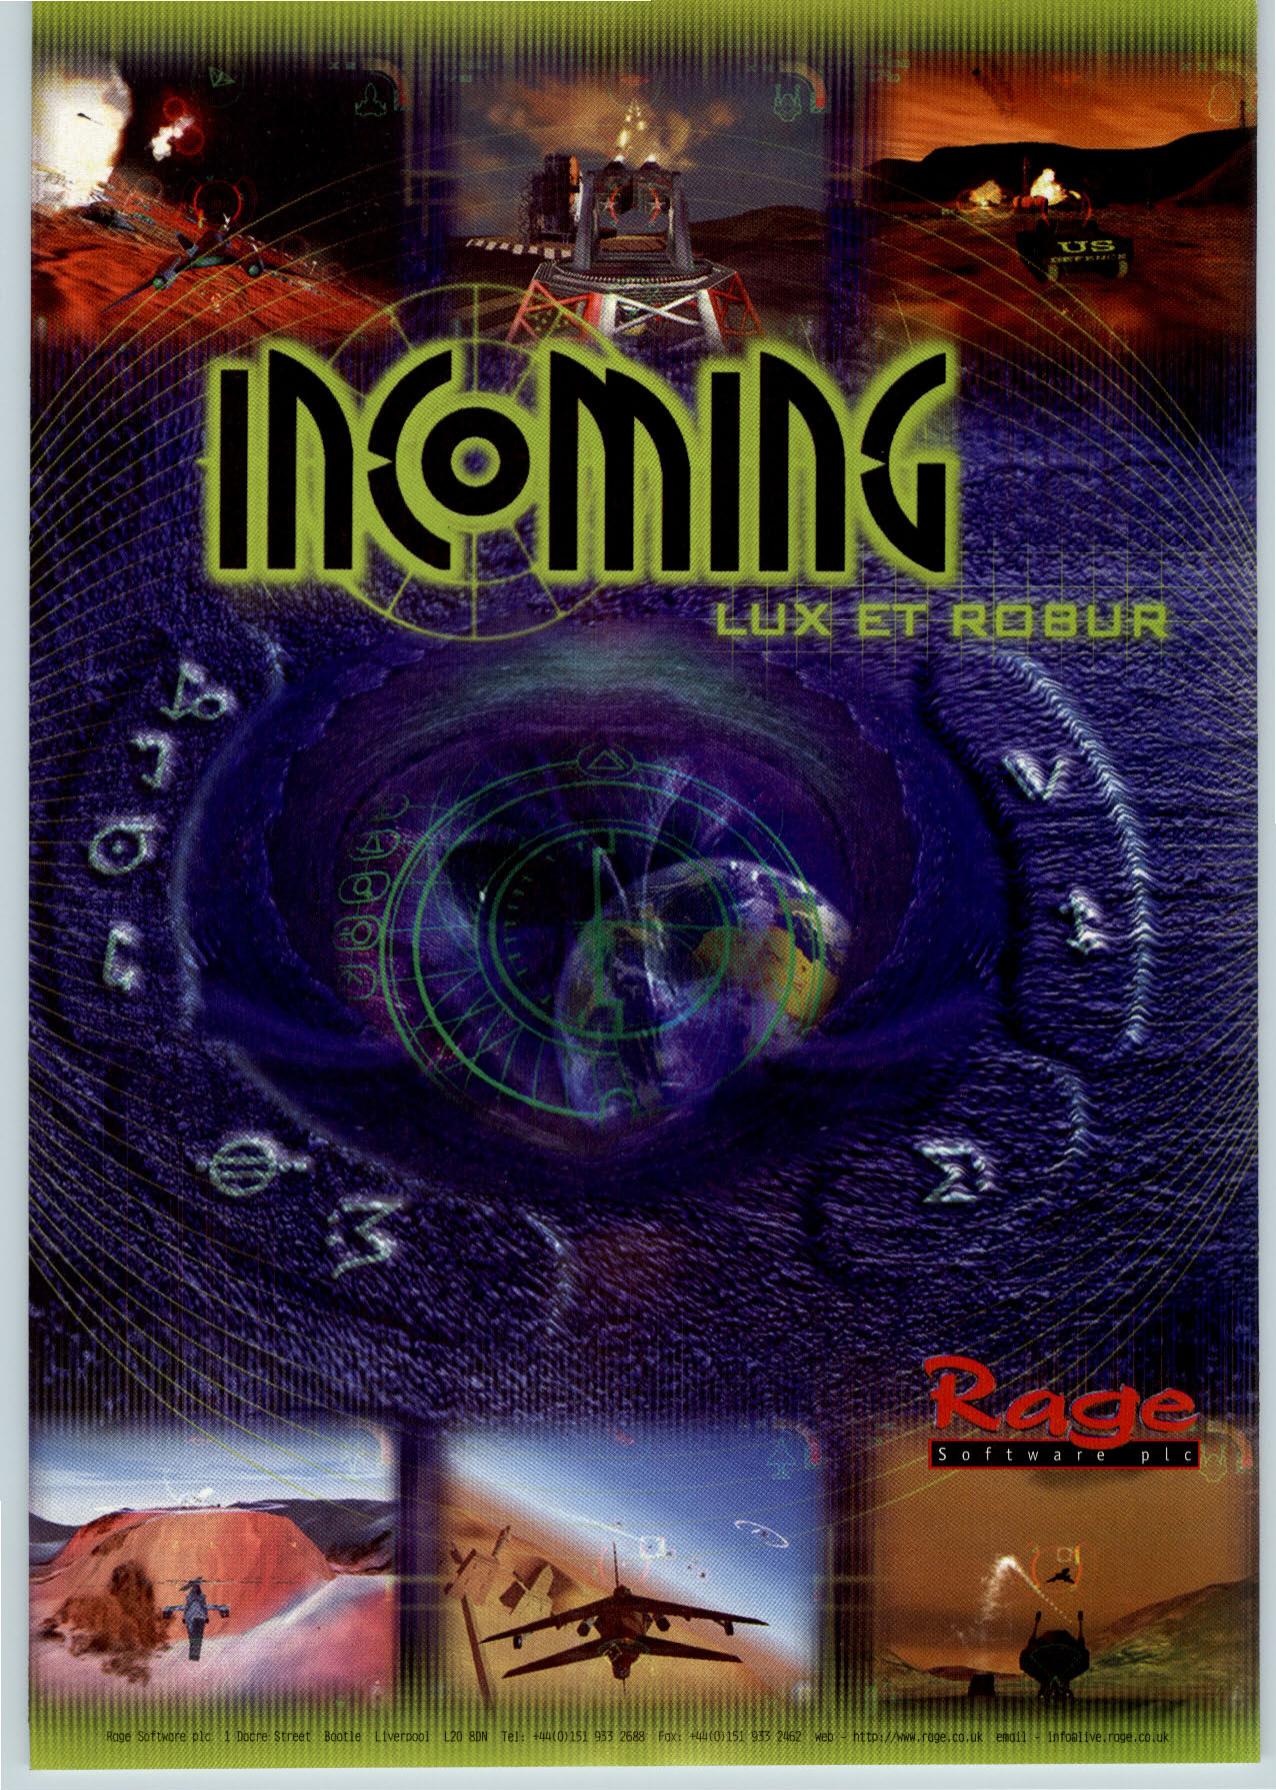 US
DEFENCE
INCOMING
LUX ET ROBUR
Rage
Software plc
Rage Software plc 1 Dacre Street Bootle Liverpool L20 8DN Tel: +44(0)151 933 2688 Fax: +44(0)151 933 2462 web - http://www.rage.co.uk email - info@live.rage.co.uk